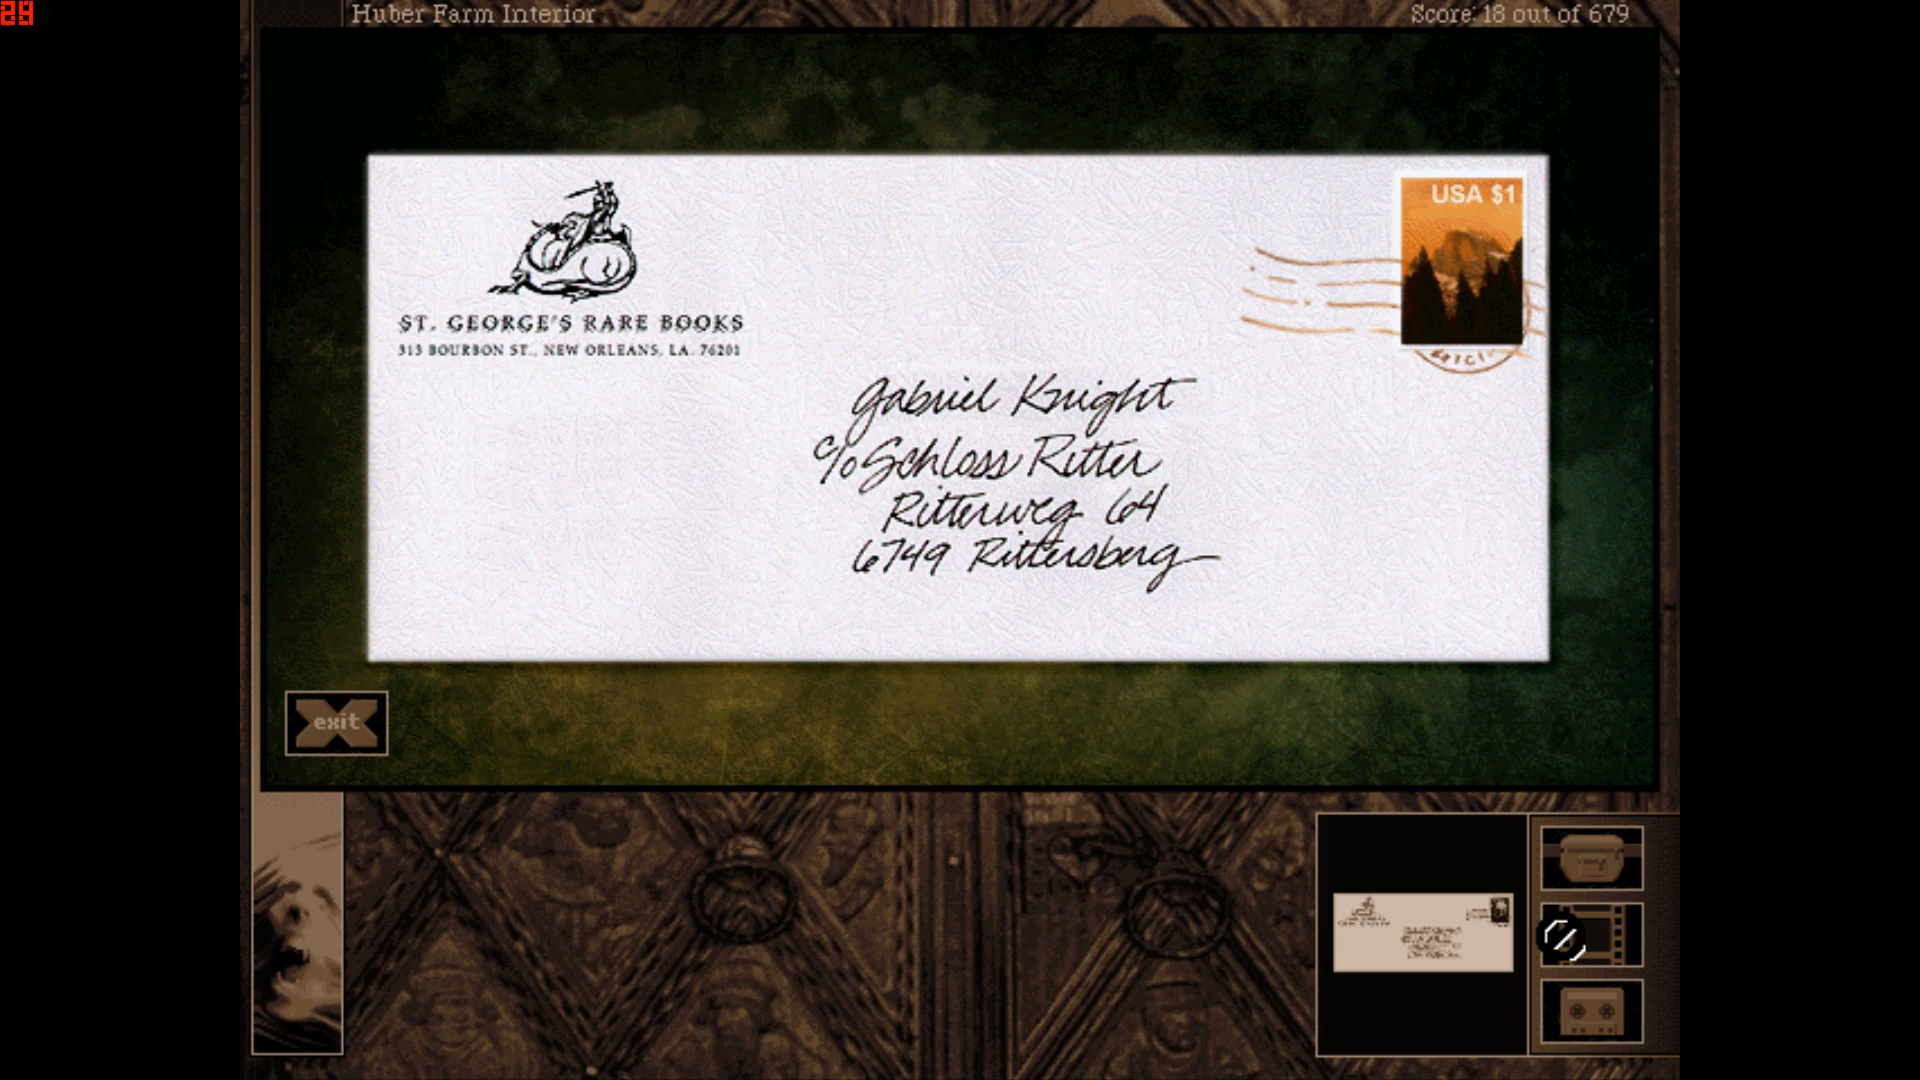 29
Huber Farm Interior
Score: 18 out of 679
USA $1
ST. GEORGE'S RARE BOOKS
313 BOURBON ST., NEW ORLEANS, LA. 76201
Gabriel Knight
c/o Schloss Ritter
Ritterweg 64
6749 Rittersberg
exit